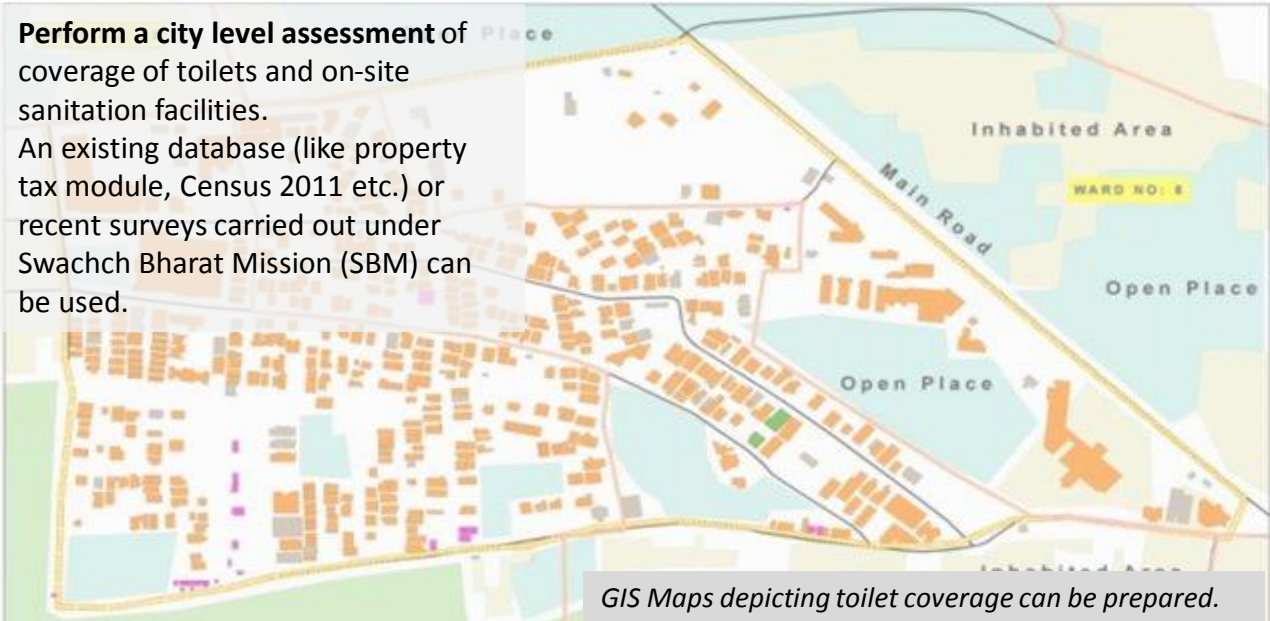 Perform a city level assessment of
coverage of toilets and on-site
sanitation facilities.
An existing database (like property
tax module, Census 2011 etc.) or
recent surveys carried out under
Swachch Bharat Mission (SBM) can
be used.
Place
Inhabited Area
WARD NO: 8
Main Road
Open Place
Open Place
Inhabited Area
GIS Maps depicting toilet coverage can be prepared.